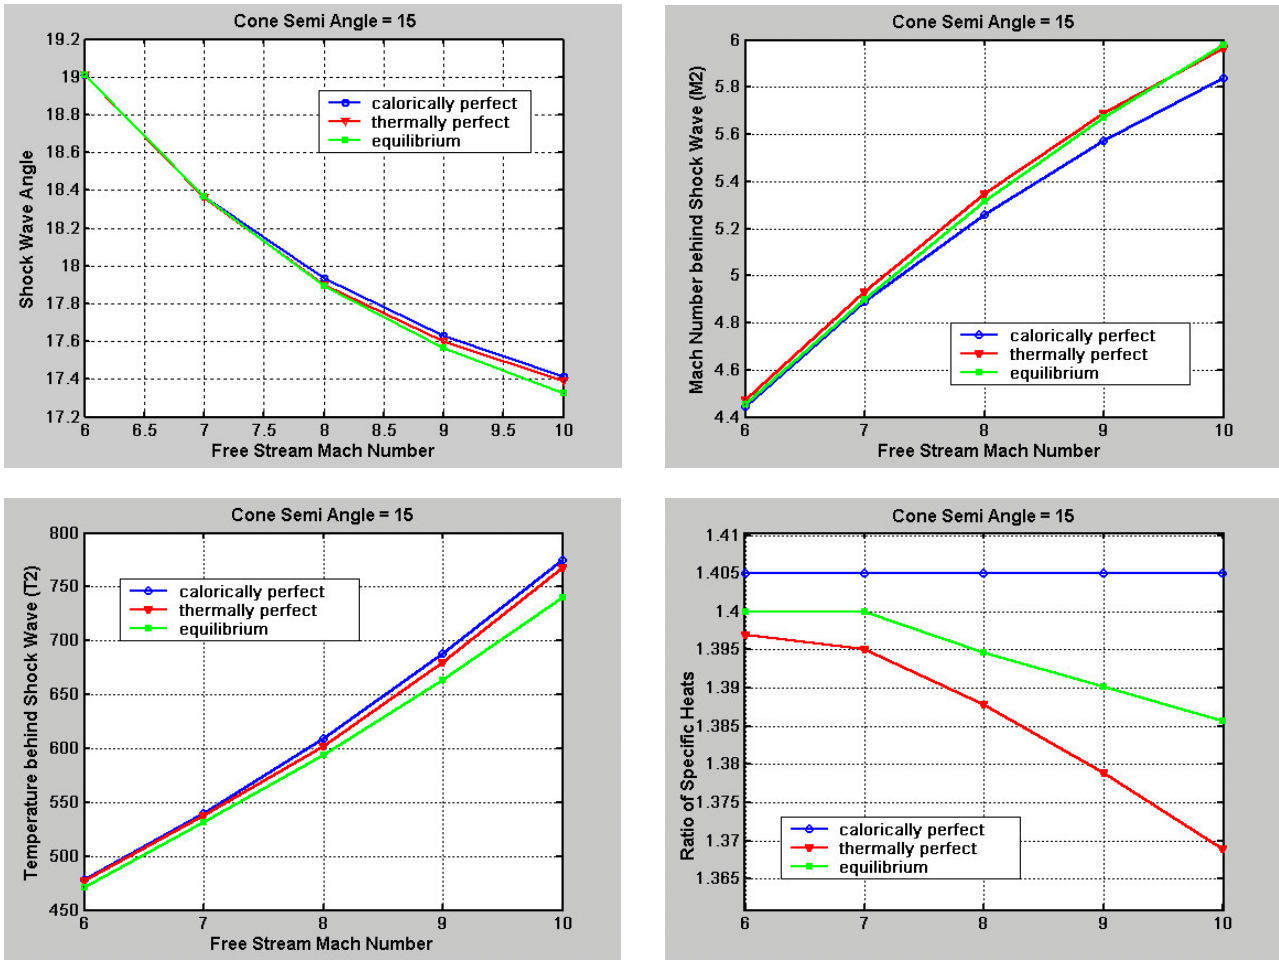 Cone Semi Angle = 15
19.2
19
18.8
18.6
18.4
18.2
18
17.8
17.6
17.4
17.2
Shock Wave Angle
calorically perfect
thermally perfect
equilibrium
6 6.5 7 7.5 8 8.5 9 9.5 10
Free Stream Mach Number
Cone Semi Angle = 15
6
5.8
5.6
5.4
5.2
5
4.8
4.6
4.4
Mach Number behind Shock Wave (M2)
calorically perfect
thermally perfect
equilibrium
6 7 8 9 10
Free Stream Mach Number
Cone Semi Angle = 15
800
750
700
650
600
550
500
450
Temperature behind Shock Wave (T2)
calorically perfect
thermally perfect
equilibrium
6 7 8 9 10
Free Stream Mach Number
Cone Semi Angle = 15
1.41
1.405
1.4
1.395
1.39
1.385
1.38
1.375
1.37
1.365
Ratio of Specific Heats
calorically perfect
thermally perfect
equilibrium
6 7 8 9 10
Free Stream Mach Number